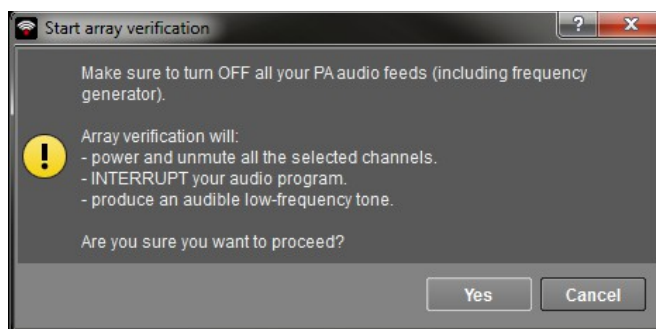 Start array verification
?
X
Make sure to turn OFF all your PA audio feeds (including frequency
generator).
Array verification will:
- power and unmute all the selected channels.
- INTERRUPT your audio program.
- produce an audible low-frequency tone.
Are you sure you want to proceed?
Yes
Cancel